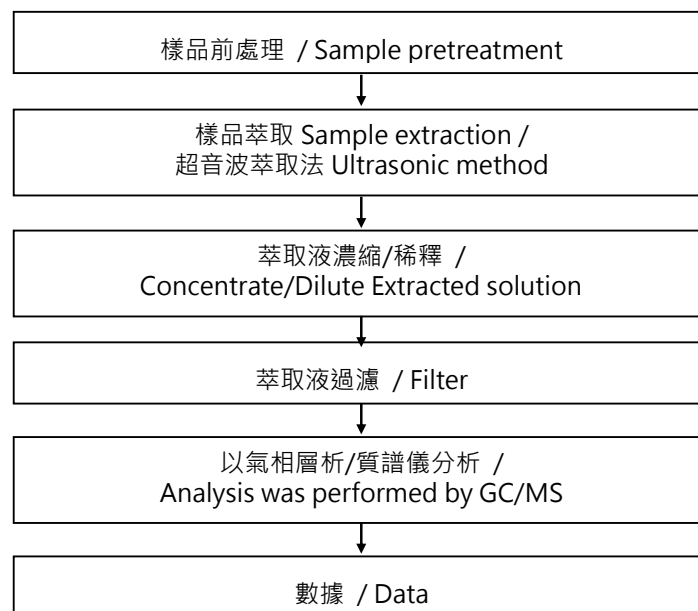 樣品前處理 / Sample pretreatment
樣品萃取 Sample extraction /
超音波萃取法 Ultrasonic method
萃取液濃縮/稀釋 /
Concentrate/Dilute Extracted solution
萃取液過濾 / Filter
以氣相層析/質譜儀分析 /
Analysis was performed by GC/MS
數據 / Data